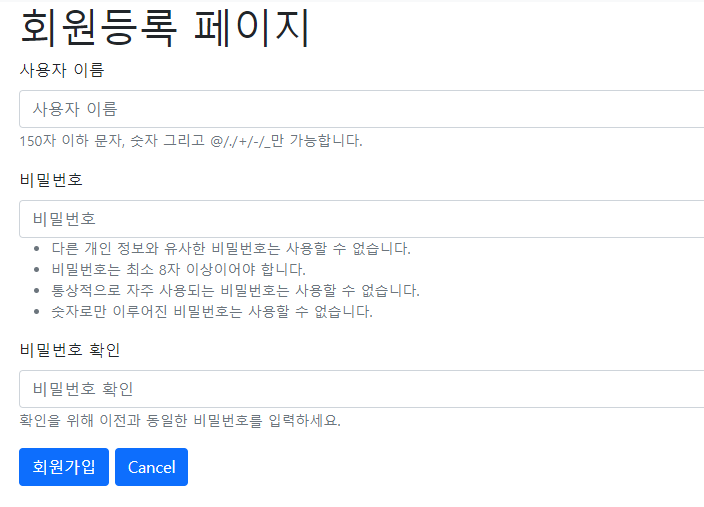 회원등록 페이지
사용자 이름
사용자 이름
150자 이하 문자, 숫자 그리고 @/./+/-/_만 가능합니다.
비밀번호
비밀번호
• 다른 개인 정보와 유사한 비밀번호는 사용할 수 없습니다.
• 비밀번호는 최소 8자 이상이어야 합니다.
• 통상적으로 자주 사용되는 비밀번호는 사용할 수 없습니다.
• 숫자로만 이루어진 비밀번호는 사용할 수 없습니다.
비밀번호 확인
비밀번호 확인
확인을 위해 이전과 동일한 비밀번호를 입력하세요.
회원가입 Cancel